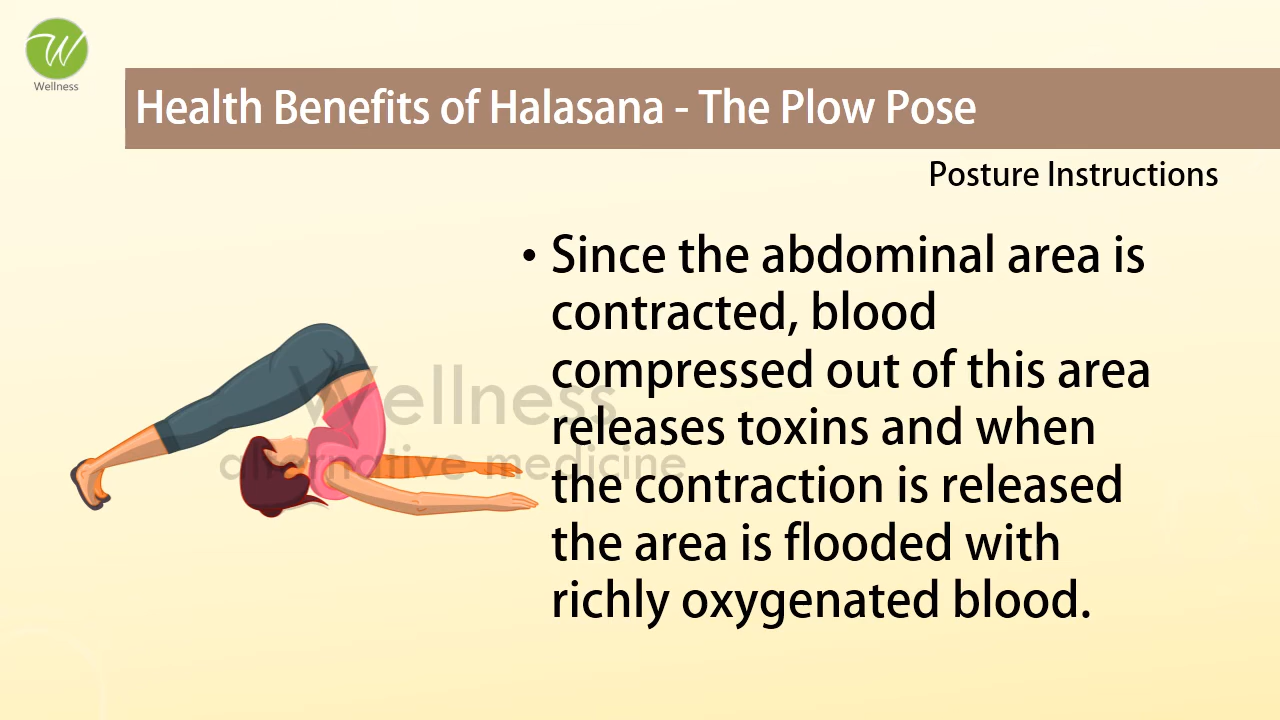 W
Wellness
Health Benefits of Halasana - The Plow Pose
Posture Instructions
• Since the abdominal area is
contracted, blood
compressed out of this area
releases toxins and when
the contraction is released
the area is flooded with
richly oxygenated blood.
Wellness
alternative medicine